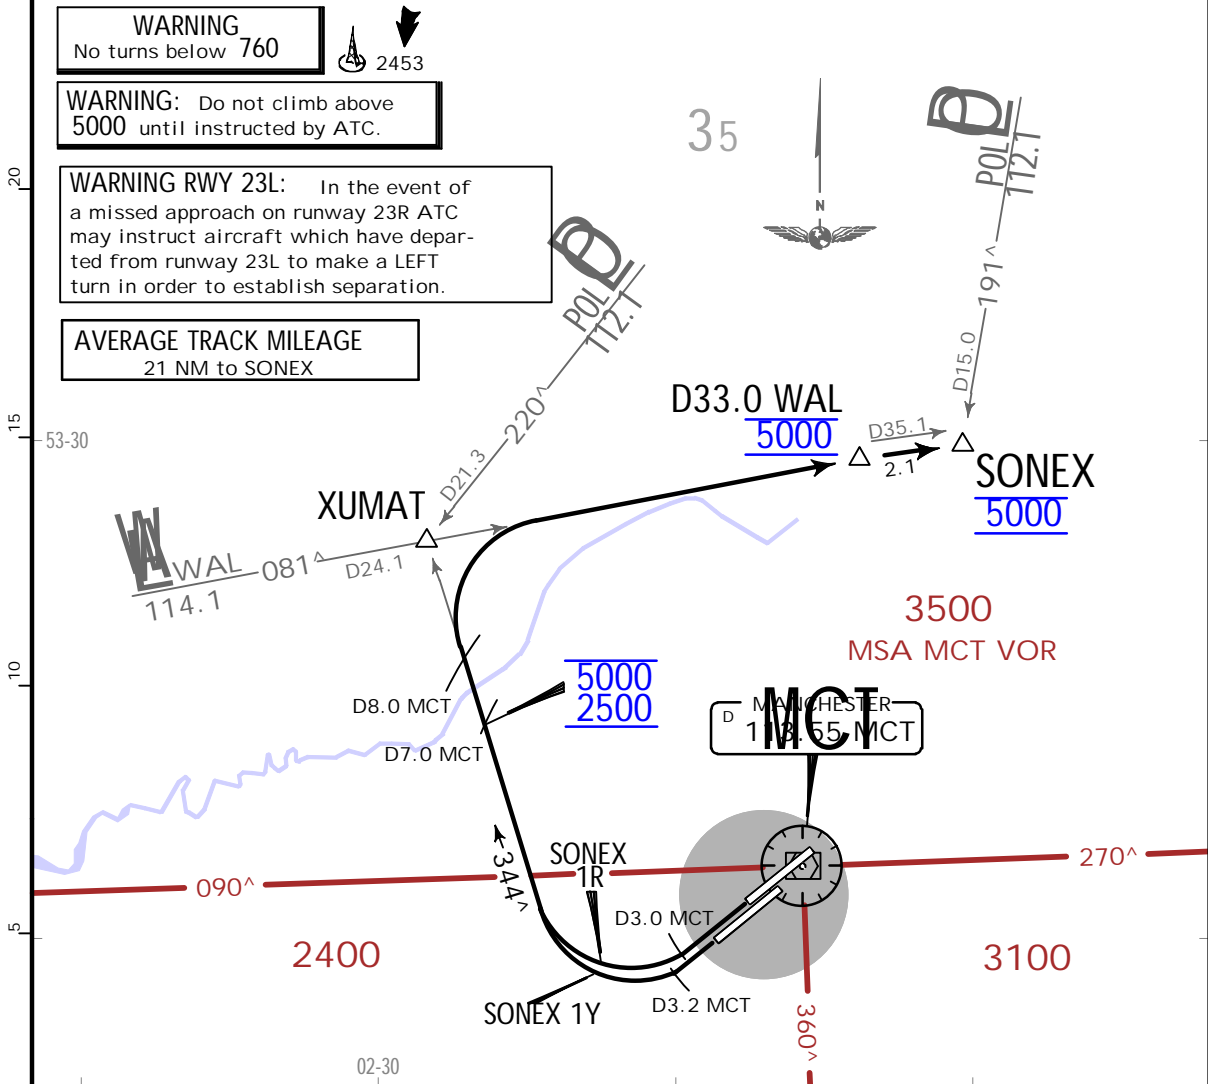 WARNING
No turns below 760
2453
WARNING: Do not climb above
5000 until instructed by ATC.
WARNING RWY 23L: In the event of
a missed approach on runway 23R ATC
may instruct aircraft which have depar-
ted from runway 23L to make a LEFT
turn in order to establish separation.
AVERAGE TRACK MILEAGE
21 NM to SONEX
35
N
POL
112.1
191^
D15.0
POL
112.1
220^
D21.3
20
15
10
5
53-30
D33.0 WAL
5000
D35.1
2.1
SONEX
5000
XUMAT
WAL
WAL 081^
114.1
D24.1
3500
MSA MCT VOR
5000
2500
D8.0 MCT
D7.0 MCT
MCT
D MANCHESTER
113.55 MCT
344^
SONEX
1R
090^
270^
D3.0 MCT
2400
3100
SONEX 1Y
D3.2 MCT
360^
02-30